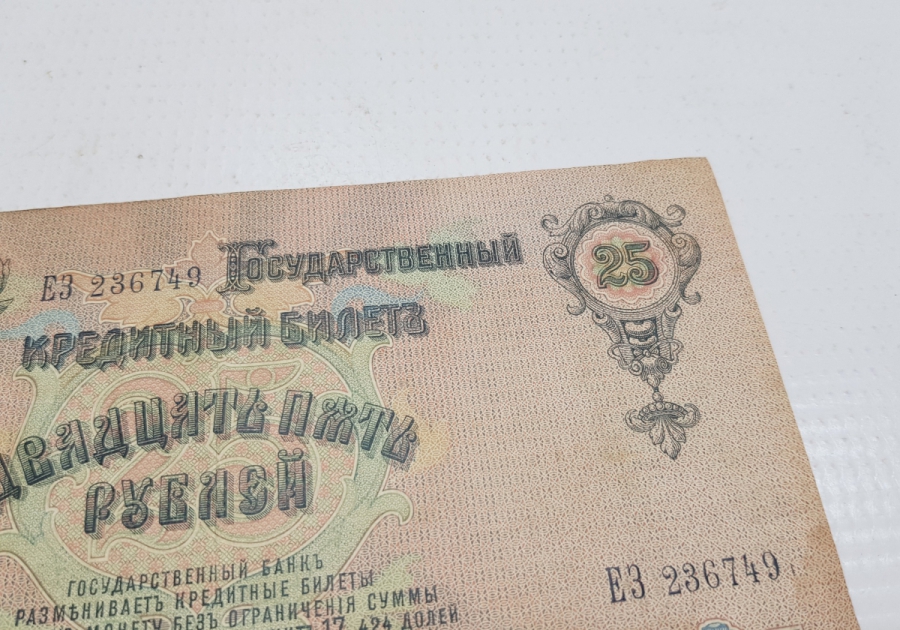 ЕЗ 236749 ГОСУДАРСТВЕННЫЙ 25
КРЕДИТНЫЙ БИЛЕТЪ
ДВАДЦАТЬ ПЯТЬ
РУБЛЕЙ
ГОСУДАРСТВЕННЫЙ БАНКЪ
РАЗМѢНИВАЕТЪ КРЕДИТНЫЕ БИЛЕТЫ
МОНЕТУ БЕЗЪ ОГРАНИЧЕНІЯ СУММЫ
17,424 ДОЛЕЙ
ЕЗ 236749